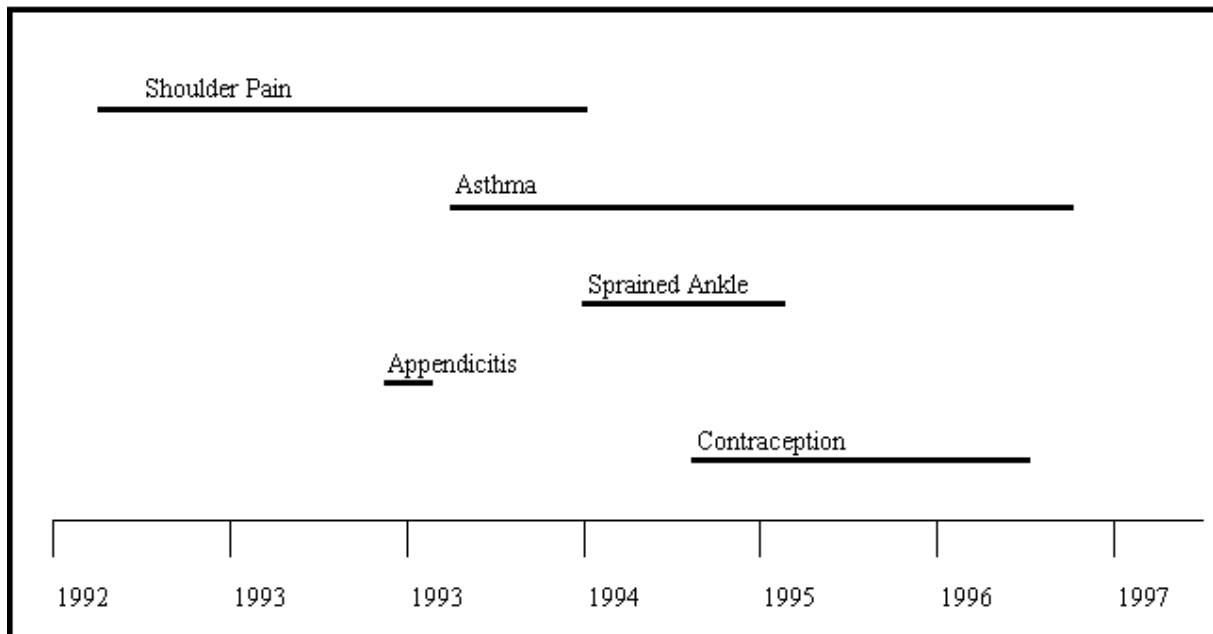 Shoulder Pain
Asthma
Sprained Ankle
Appendicitis
Contraception
1992 1993 1993 1994 1995 1996 1997